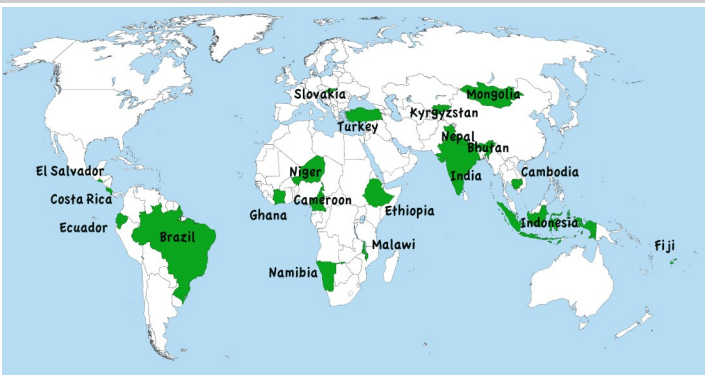 Slovakia
Mongolia
Kyrgyzstan
Turkey
Nepal
Bhutan
El Salvador
Niger
India
Cambodia
Costa Rica
Cameroon
Ghana
Ethiopia
Ecuador
Brazil
Indonesia
Malawi
Fiji
Namibia